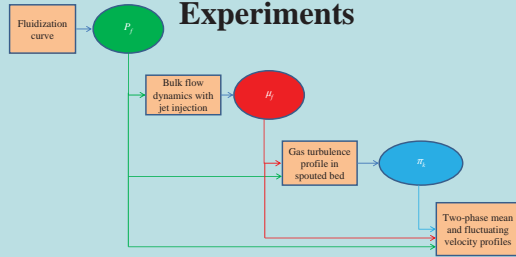 Experiments
Fluidization
curve
P_f
Bulk flow
dynamics with
jet injection
μ_f
Gas turbulence
profile in
spouted bed
π_k
Two-phase mean
and fluctuating
velocity profiles